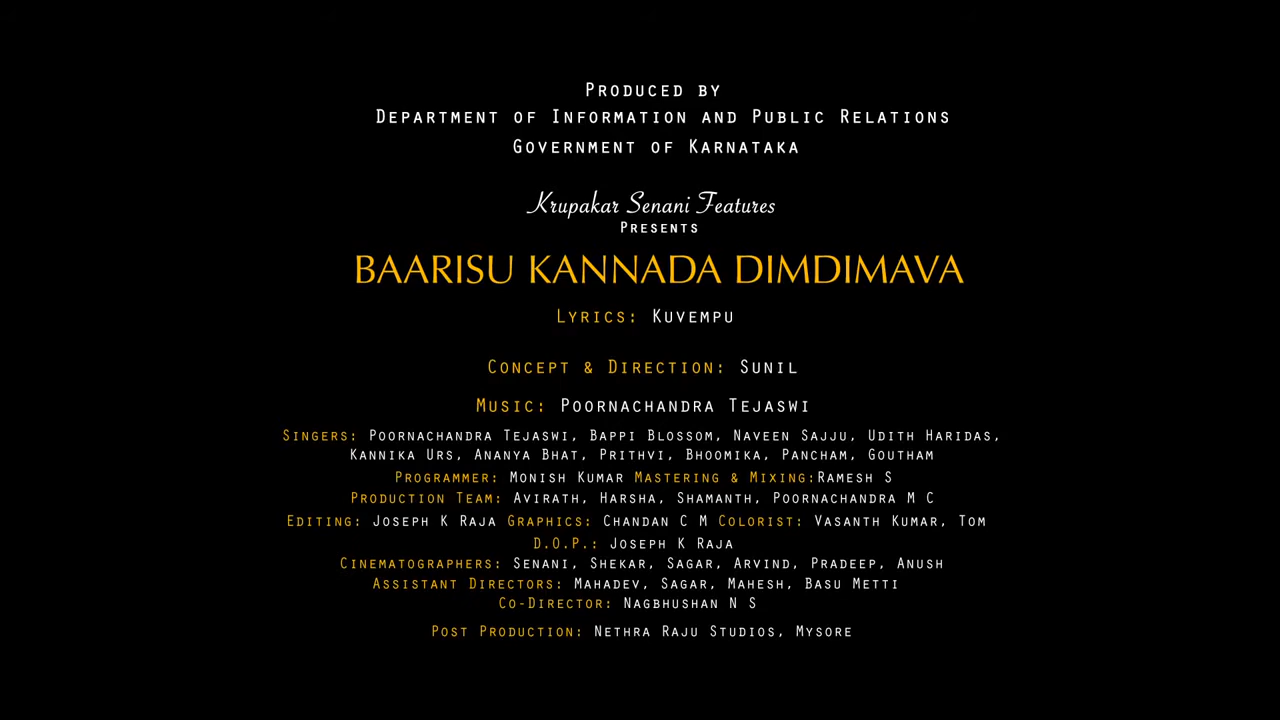 Produced by
Department of Information and Public Relations
Government of Karnataka
Krupakar Senani Features
Presents
BAARISU KANNADA DIMDIMAVA
Lyrics: Kuvempu
Concept & Direction: Sunil
Music: Poornachandra Tejaswi
Singers: Poornachandra Tejaswi, Bappi Blossom, Naveen Sajju, Udith Haridas,
Kannika Urs, Ananya Bhat, Prithvi, Bhoomika, Pancham, Goutham
Programmer: Monish Kumar Mastering & Mixing:Ramesh S
Production Team: Avirath, Harsha, Shamanth, Poornachandra M C
Editing: Joseph K Raja Graphics: Chandan C M Colorist: Vasanth Kumar, Tom
D.O.P.: Joseph K Raja
Cinematographers: Senani, Shekar, Sagar, Arvind, Pradeep, Anush
Assistant Directors: Mahadev, Sagar, Mahesh, Basu Metti
Co-Director: Nagbhushan N S
Post Production: Nethra Raju Studios, Mysore